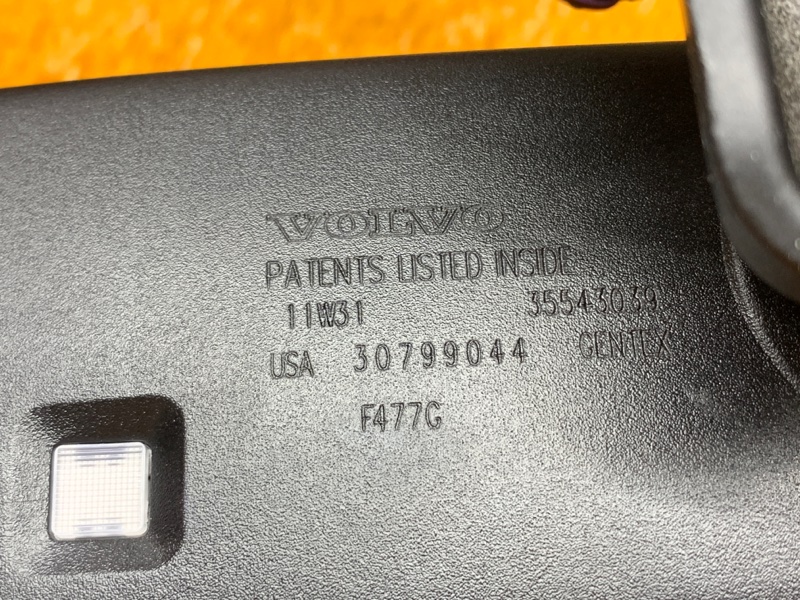 VOLVO
PATENTS LISTED INSIDE
11W31 35543039
USA 30799044 GENTEX
F477G